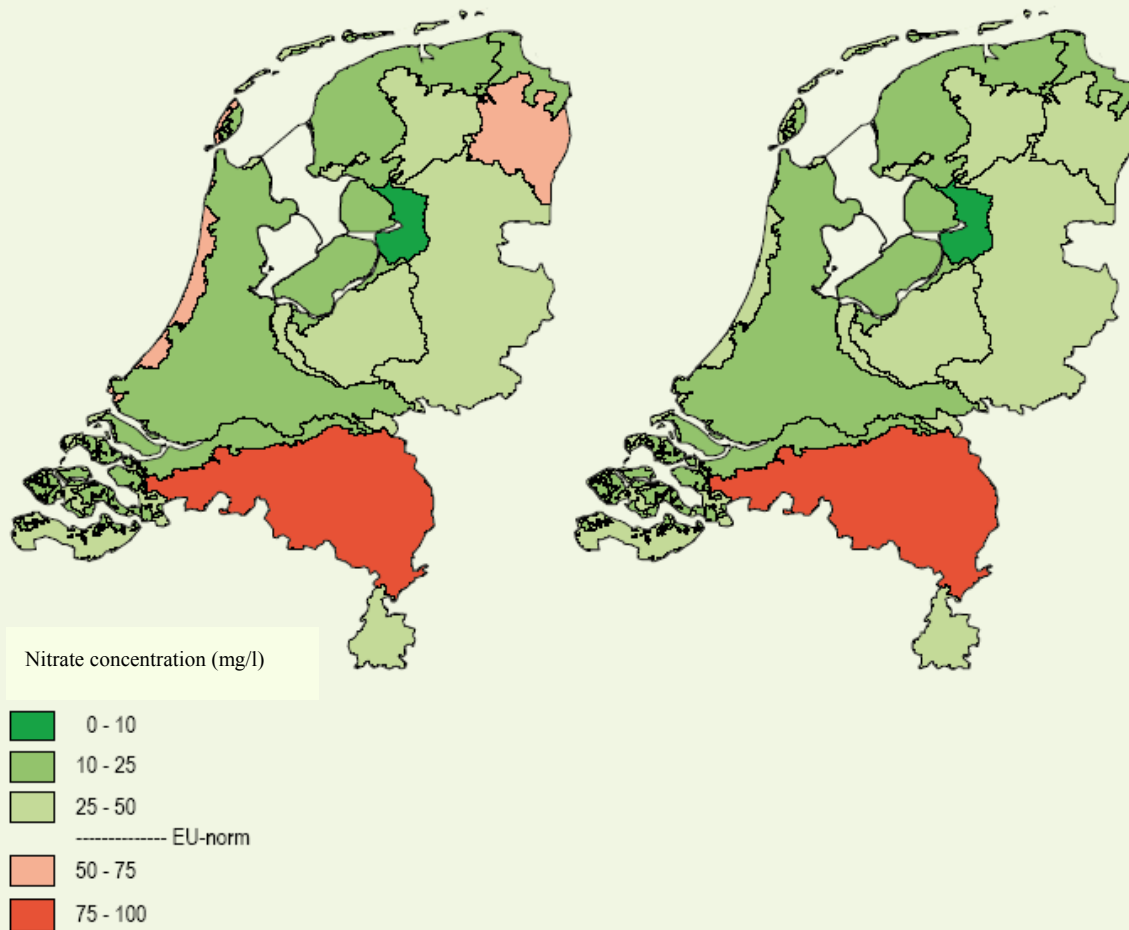 Nitrate concentration (mg/l)
0 - 10
10 - 25
25 - 50
-------------- EU-norm
50 - 75
75 - 100